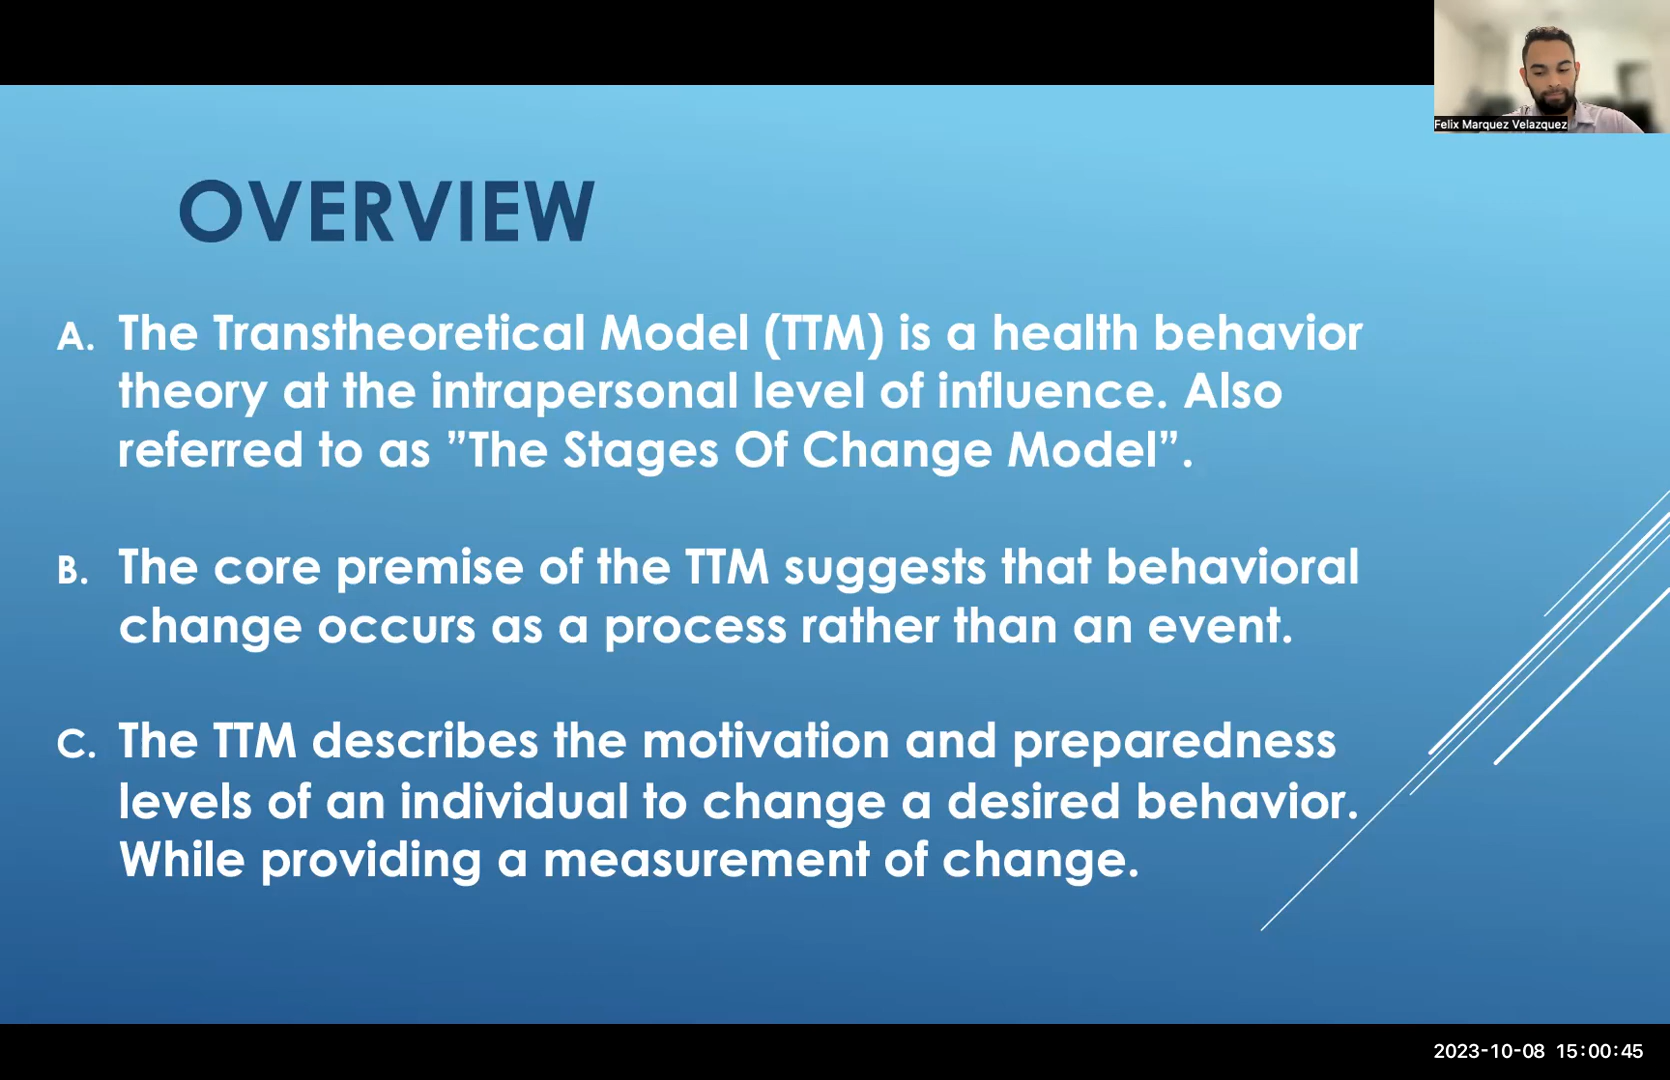 Felix Marquez Velazquez
OVERVIEW
A. The Transtheoretical Model (TTM) is a health behavior
theory at the intrapersonal level of influence. Also
referred to as ”The Stages Of Change Model”.
B. The core premise of the TTM suggests that behavioral
change occurs as a process rather than an event.
C. The TTM describes the motivation and preparedness
levels of an individual to change a desired behavior.
While providing a measurement of change.
2023-10-08 15:00:45